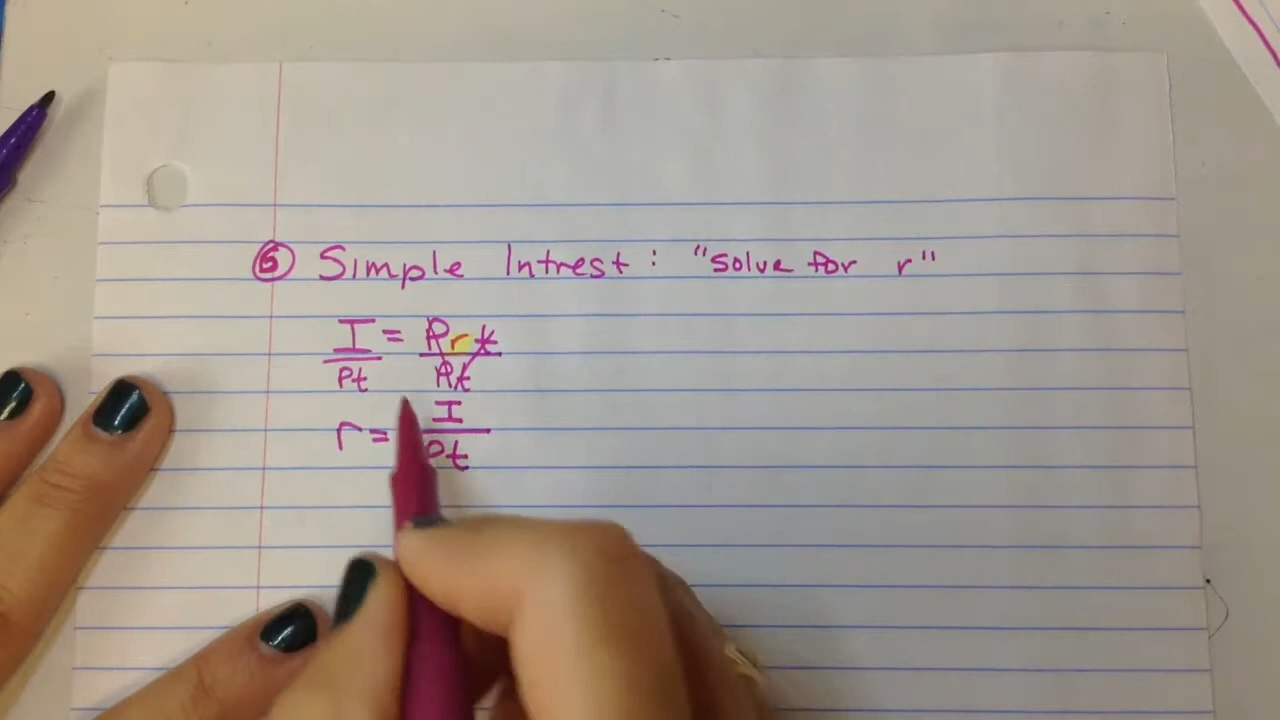 ⑤ Simple Intrest: "Solve for r"
I = Prt
Pt Pt
r = I
Pt